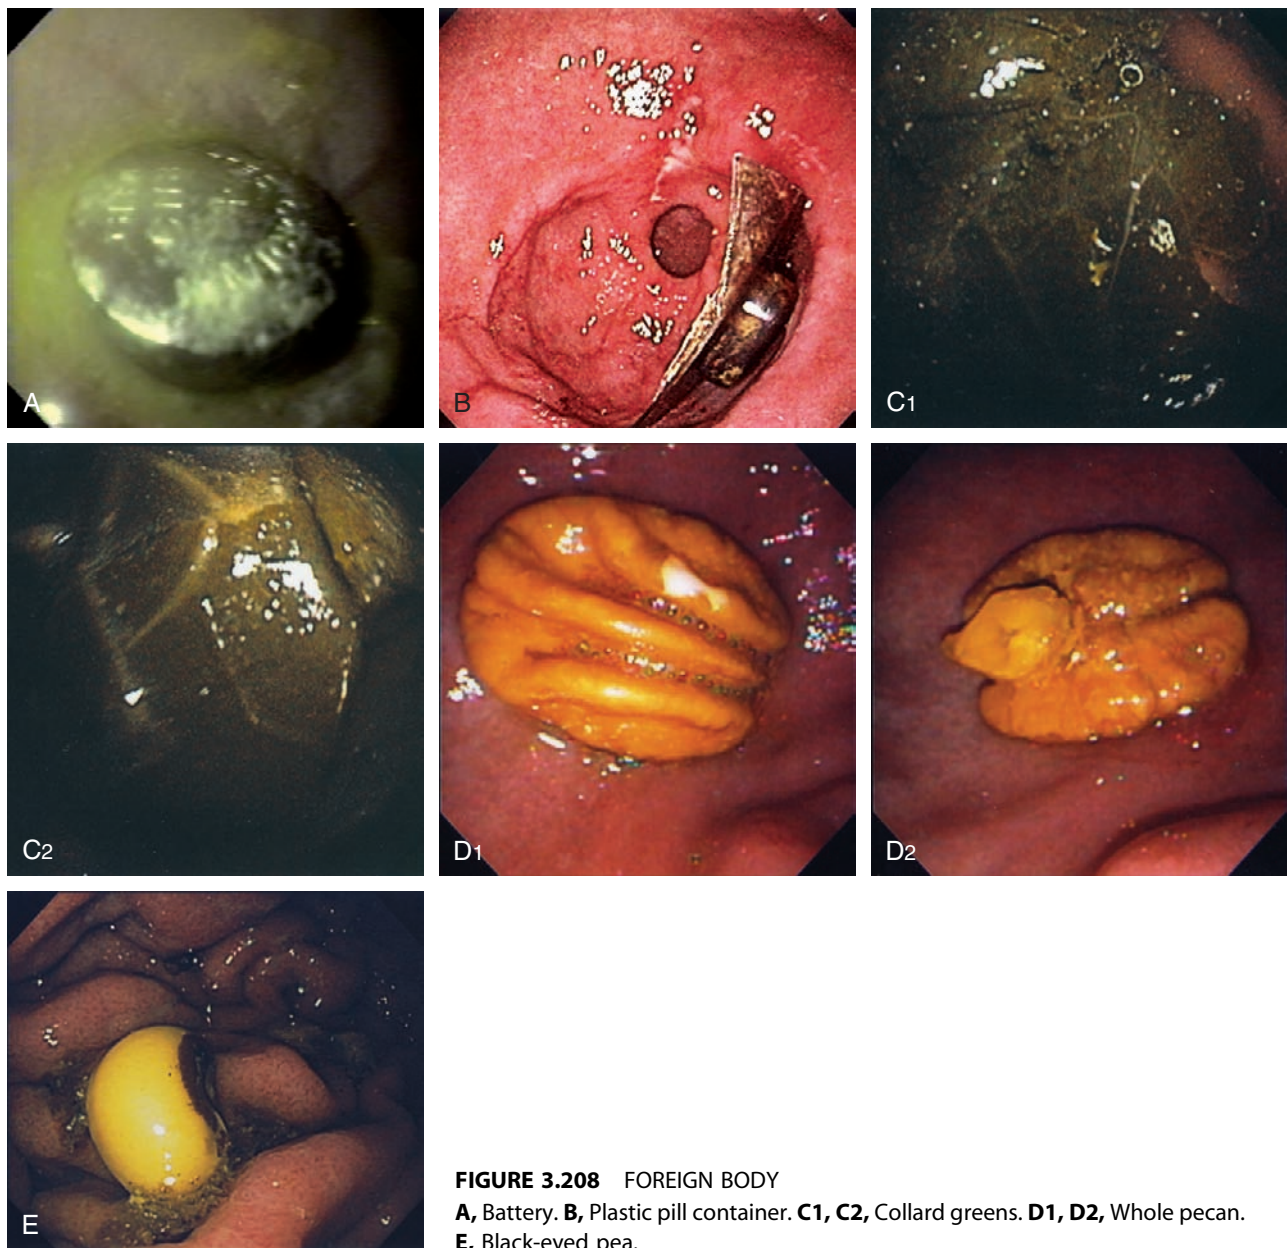 A
B
C1
C2
D1
D2
E
FIGURE 3.208 FOREIGN BODY
A, Battery. B, Plastic pill container. C1, C2, Collard greens. D1, D2, Whole pecan.
E, Black-eyed pea.